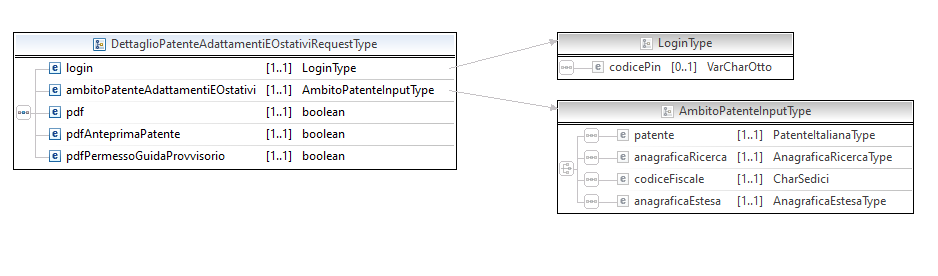 DettaglioPatenteAdattamentiEOstativiRequestType
e login [1..1] LoginType
e ambitoPatenteAdattamentiEOstativi [1..1] AmbitoPatenteInputType
e pdf [1..1] boolean
e pdfAnteprimaPatente [1..1] boolean
e pdfPermessoGuidaProvvisorio [1..1] boolean
LoginType
e codicePin [0..1] VarCharOtto
AmbitoPatenteInputType
e patente [1..1] PatenteItalianaType
e anagraficaRicerca [1..1] AnagraficaRicercaType
e codiceFiscale [1..1] CharSedici
e anagraficaEstesa [1..1] AnagraficaEstesaType